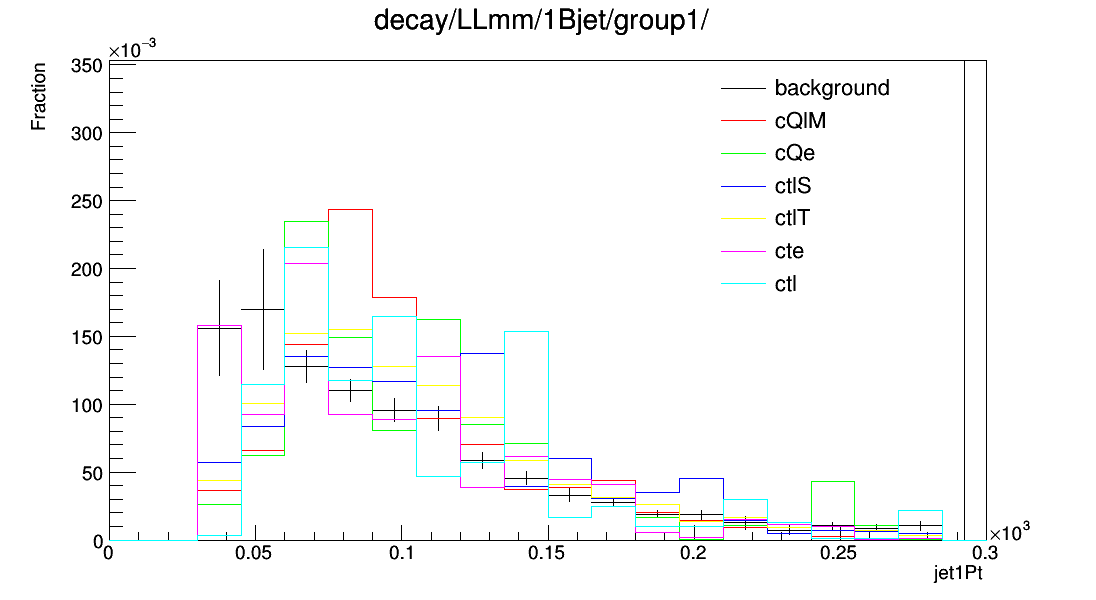 decay/LLmm/1Bjet/group1/
×10⁻³
Fraction
350
300
250
200
150
100
50
0
background
cQlM
cQe
ctlS
ctlT
cte
ctl
0 0.05 0.1 0.15 0.2 0.25 0.3
×10³
jet1Pt